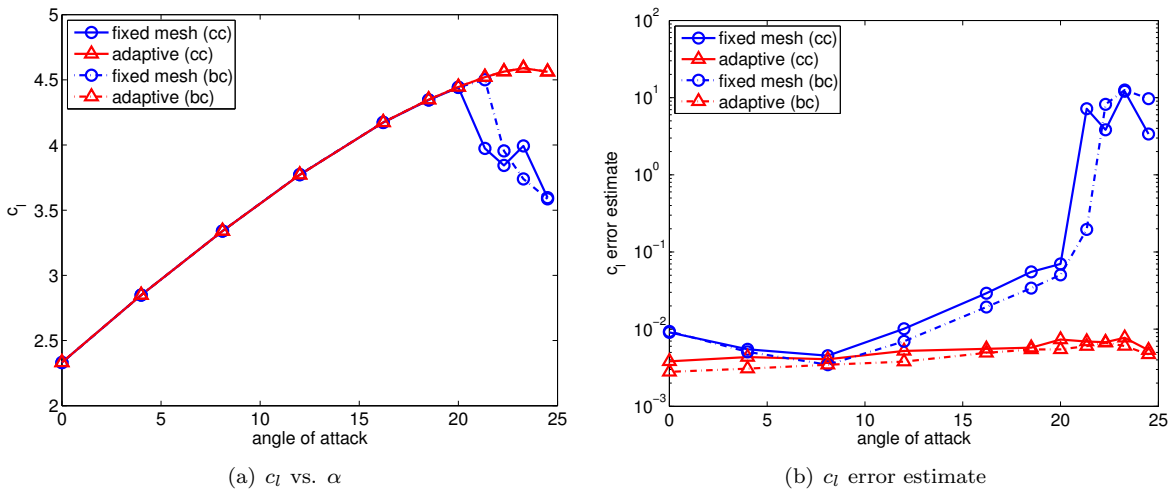 5
4.5
4
3.5
3
2.5
2
c_l
fixed mesh (cc)
adaptive (cc)
fixed mesh (bc)
adaptive (bc)
0 5 10 15 20 25
angle of attack
(a) c_l vs. α
10^2
10^1
10^0
10^−1
10^−2
10^−3
c_l error estimate
fixed mesh (cc)
adaptive (cc)
fixed mesh (bc)
adaptive (bc)
0 5 10 15 20 25
angle of attack
(b) c_l error estimate